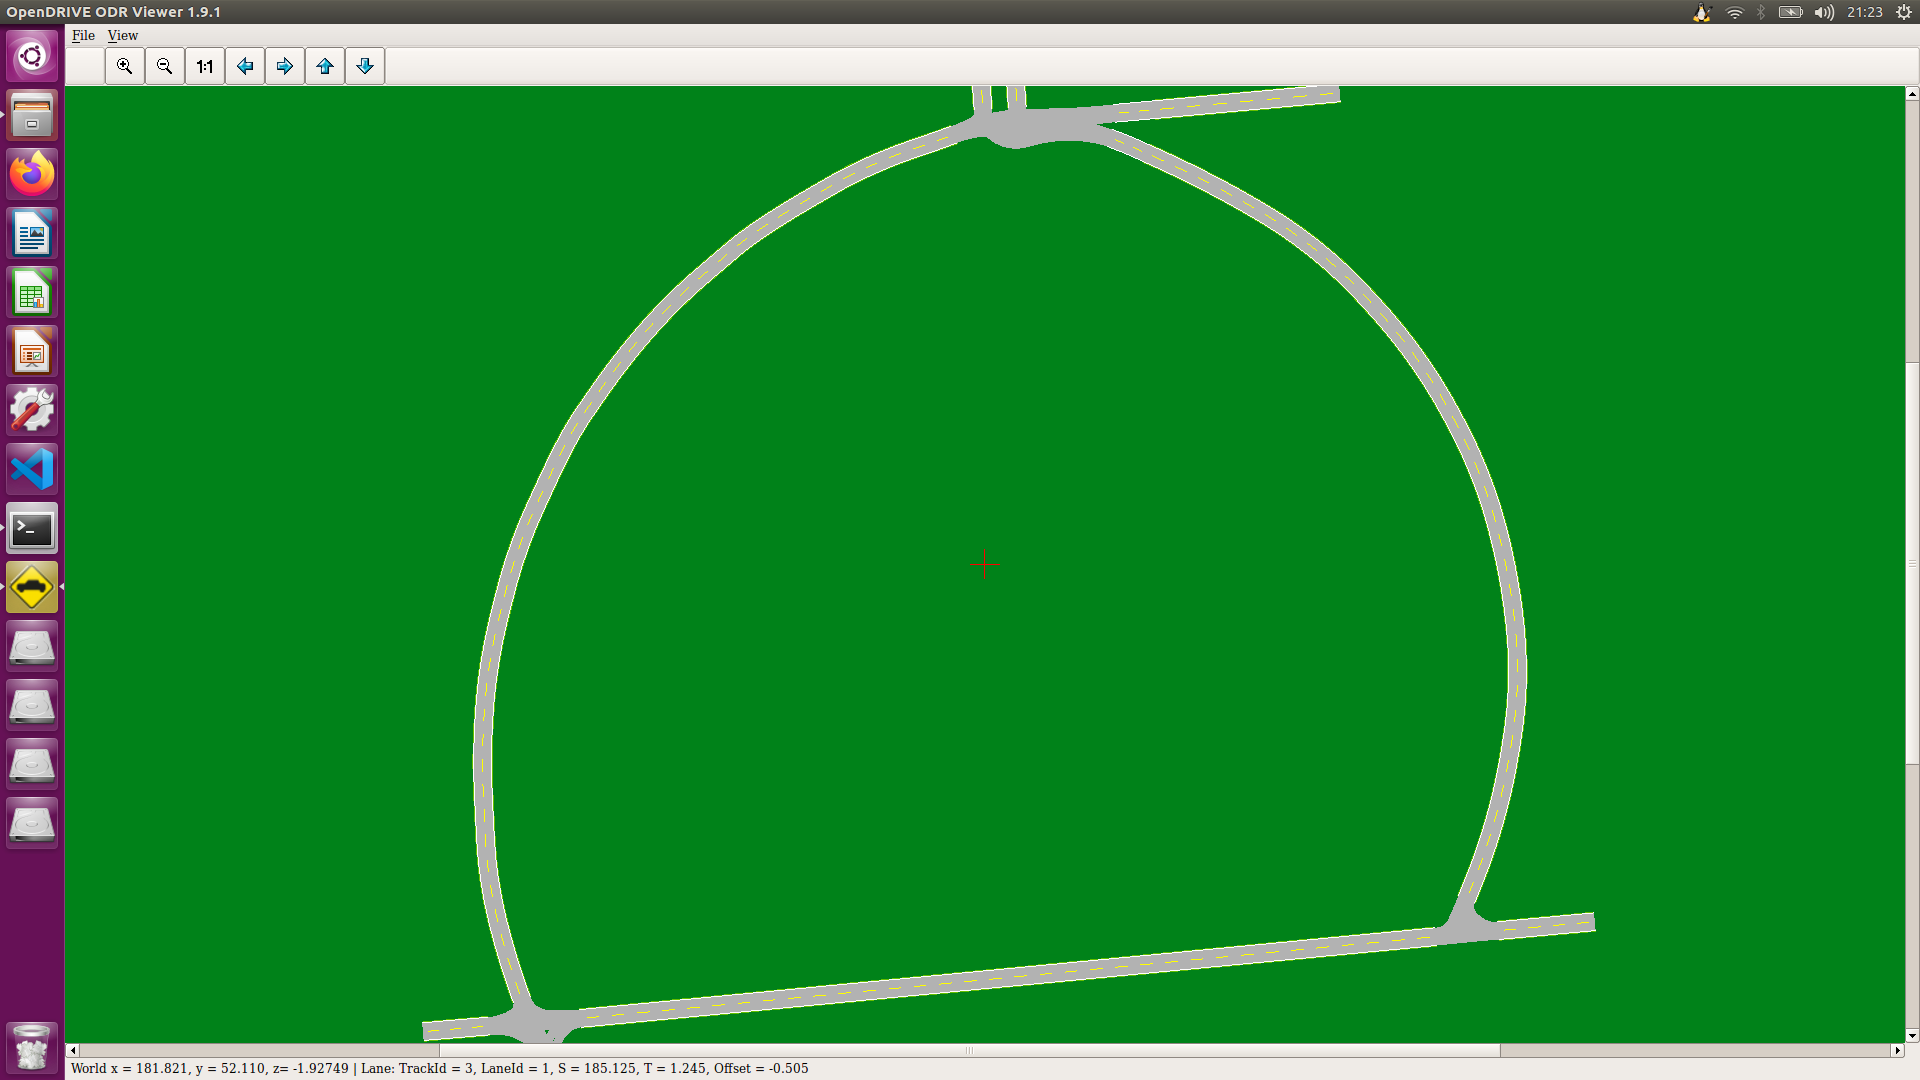 OpenDRIVE ODR Viewer 1.9.1
21:23
File View
1:1
World x = 181.821, y = 52.110, z= -1.92749 | Lane: TrackId = 3, LaneId = 1, S = 185.125, T = 1.245, Offset = -0.505